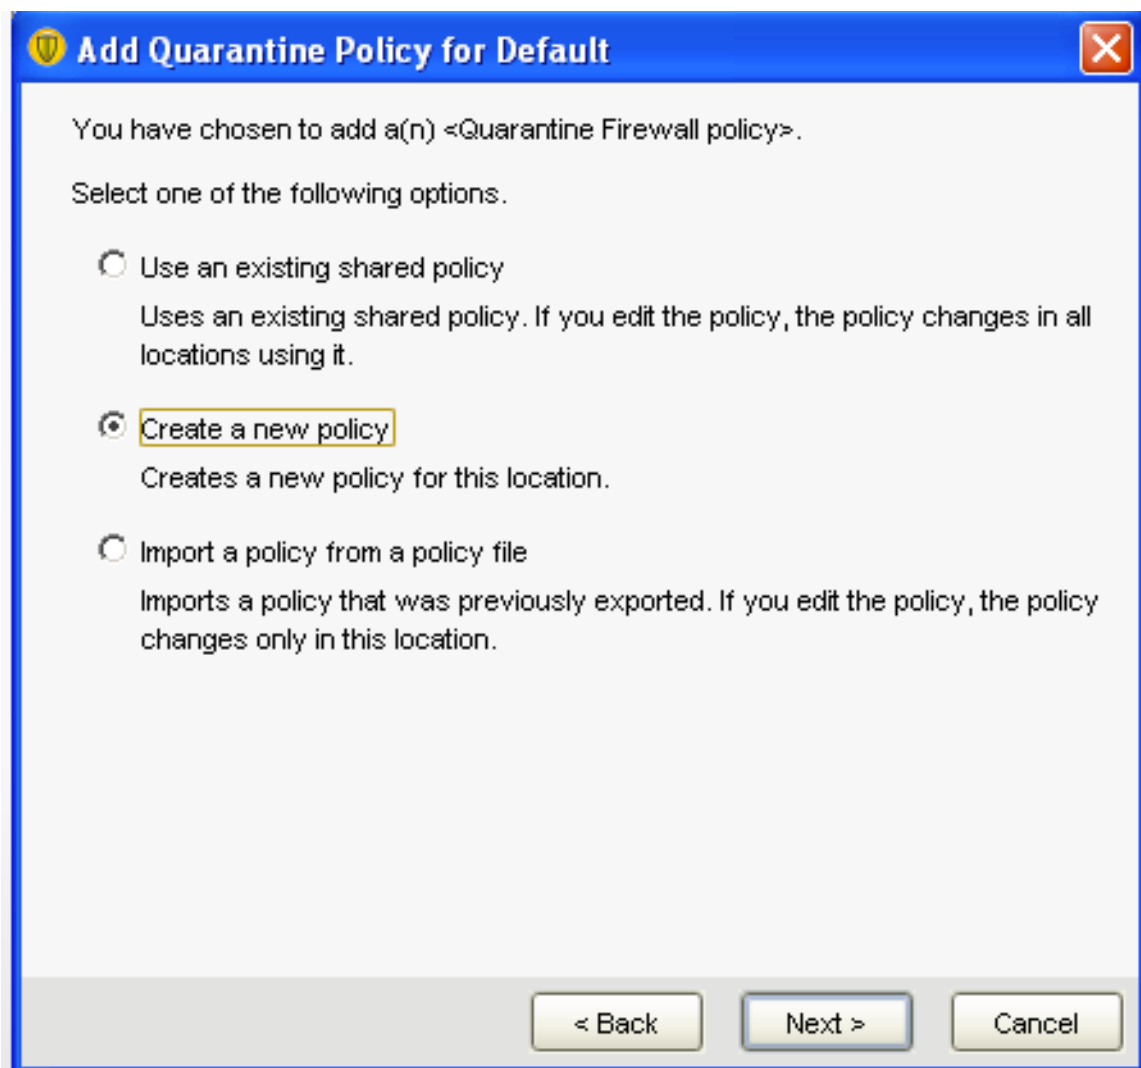 Add Quarantine Policy for Default
You have chosen to add a(n) <Quarantine Firewall policy>.
Select one of the following options.
Use an existing shared policy
Uses an existing shared policy. If you edit the policy, the policy changes in all
locations using it.
Create a new policy
Creates a new policy for this location.
Import a policy from a policy file
Imports a policy that was previously exported. If you edit the policy, the policy
changes only in this location.
< Back
Next >
Cancel